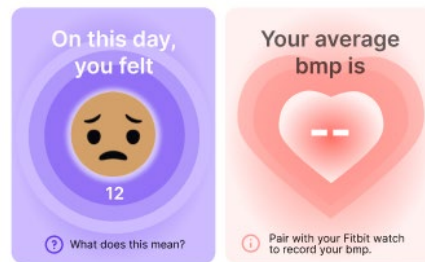 On this day,
you felt
12
What does this mean?
Your average
bmp is
--
Pair with your Fitbit watch
to record your bmp.